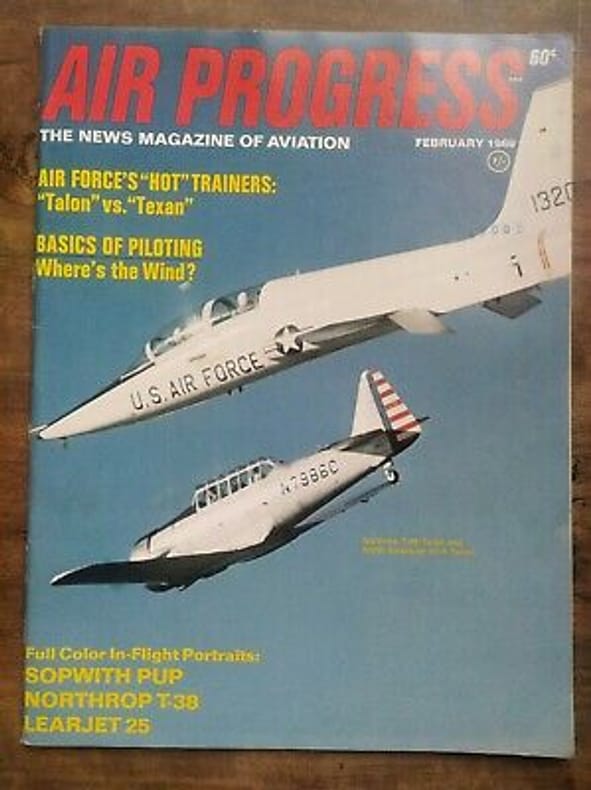 AIR PROGRESS
60¢
THE NEWS MAGAZINE OF AVIATION
FEBRUARY 1969
AIR FORCE'S "HOT" TRAINERS:
"Talon" vs. "Texan"
BASICS OF PILOTING
Where's the Wind?
1320
U.S. AIR FORCE
N7986C
Full Color In-Flight Portraits:
SOPWITH PUP
NORTHROP T-38
LEARJET 25